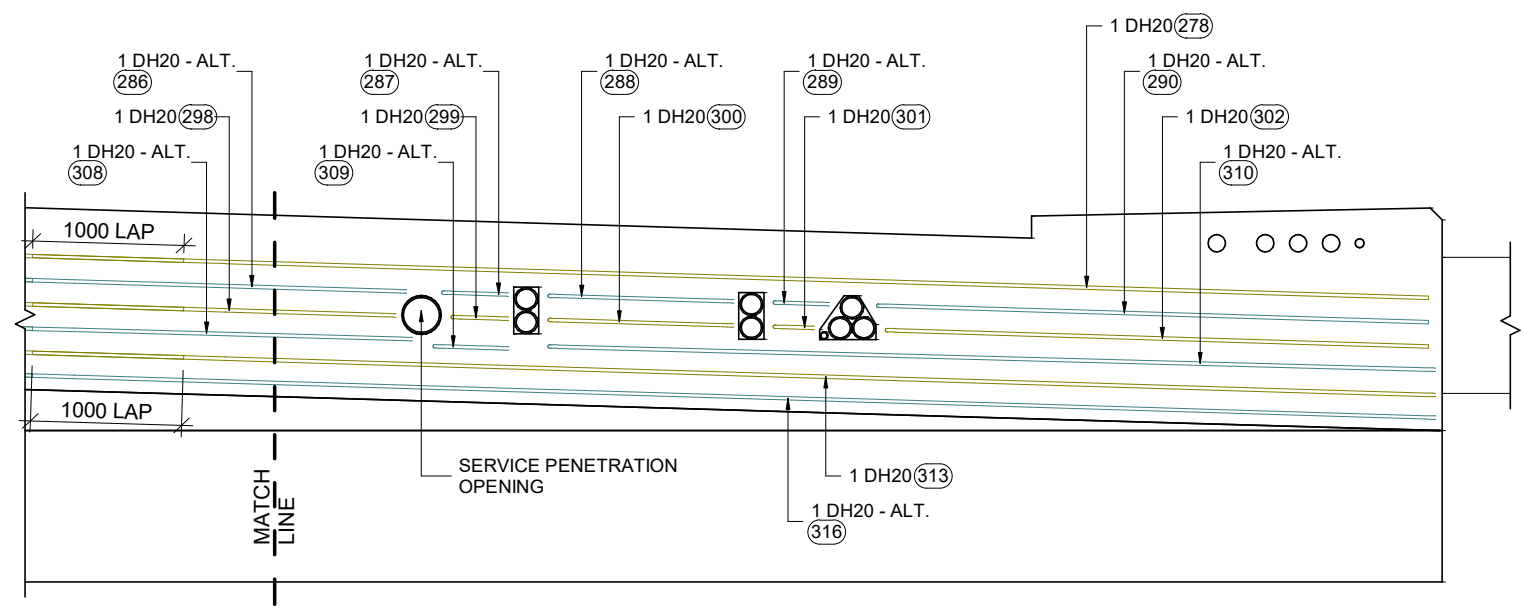 1 DH20 278
1 DH20 - ALT.
286
1 DH20 - ALT.
287
1 DH20 - ALT.
288
1 DH20 - ALT.
289
1 DH20 - ALT.
290
1 DH20 298
1 DH20 299
1 DH20 300
1 DH20 301
1 DH20 302
1 DH20 - ALT.
308
1 DH20 - ALT.
309
1 DH20 - ALT.
310
1000 LAP
1000 LAP
SERVICE PENETRATION
OPENING
1 DH20 313
1 DH20 - ALT.
316
MATCH
LINE